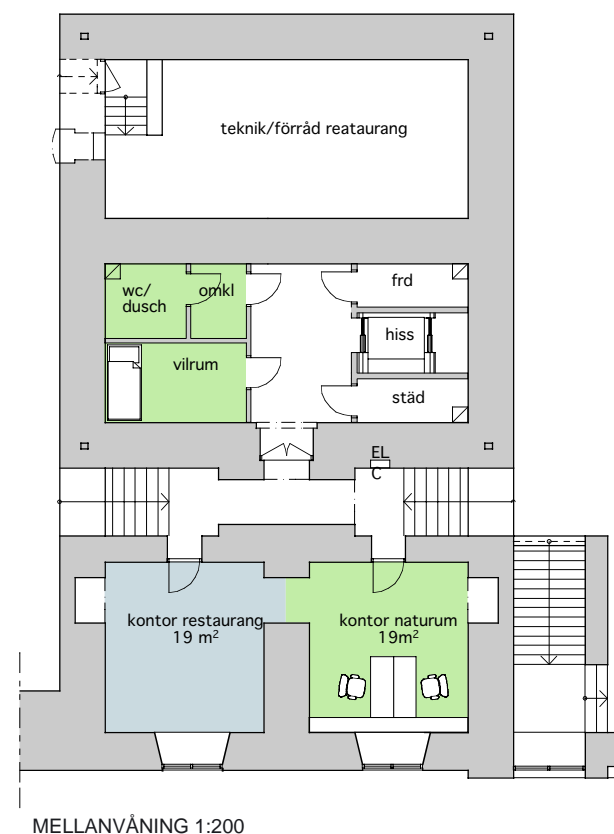 teknik/förråd reataurang
wc/
dusch
omkl
frd
hiss
vilrum
städ
EL
C
kontor restaurang
19 m²
kontor naturum
19m²
MELLANVÅNING 1:200